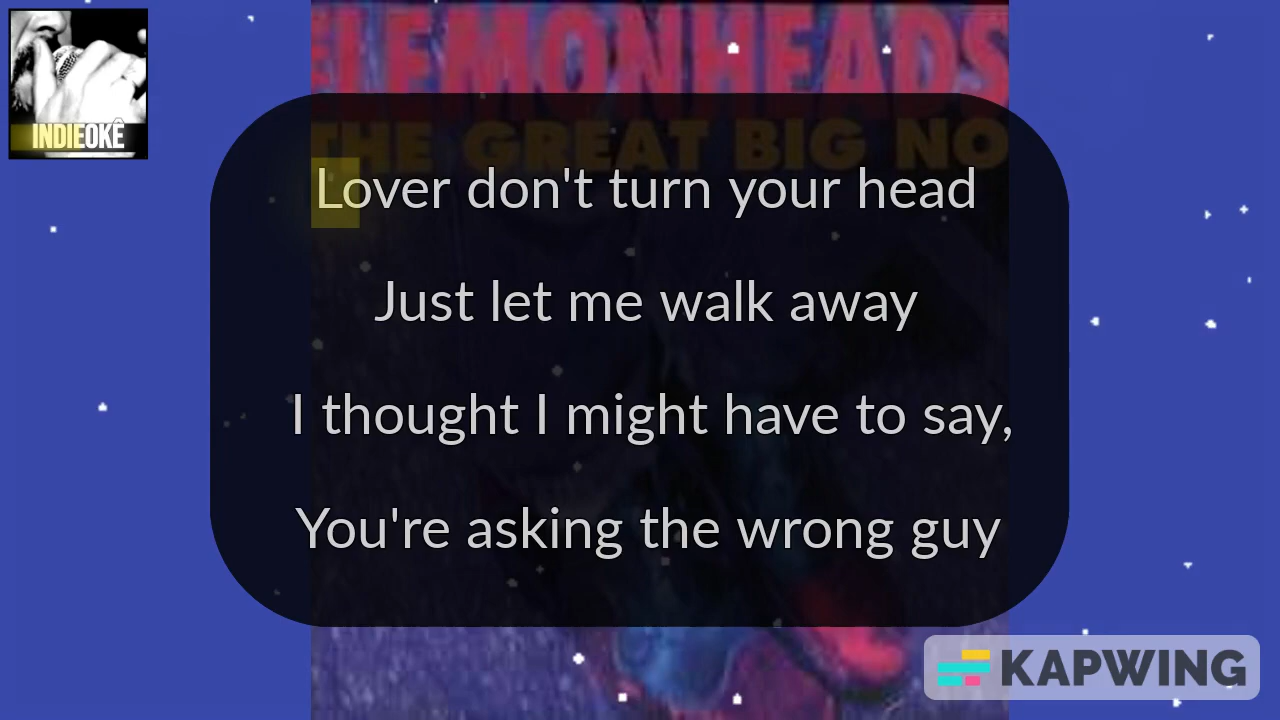 LEMONHEADS
THE GREAT BIG NO
INDIEOKÊ
Lover don't turn your head
Just let me walk away
I thought I might have to say,
You're asking the wrong guy
KAPWING